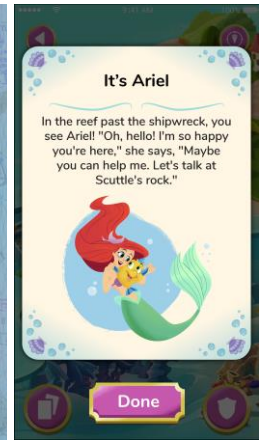 It's Ariel
In the reef past the shipwreck, you
see Ariel! "Oh, hello! I'm so happy
you're here," she says, "Maybe
you can help me. Let's talk at
Scuttle's rock."
Done